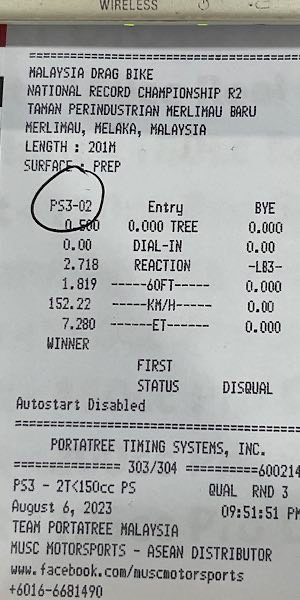 WIRELESS
================================
MALAYSIA DRAG BIKE
NATIONAL RECORD CHAMPIONSHIP R2
TAMAN PERINDUSTRIAN MERLIMAU BARU
MERLIMAU, MELAKA, MALAYSIA
LENGTH : 201M
SURFACE : PREP
PS3-02 Entry BYE
0.500 0.000 TREE 0.000
0.00 DIAL-IN 0.00
2.718 REACTION -LB3-
1.819 ------60FT----- 0.000
152.22 ------KM/H----- 0.00
7.280 -------ET------ 0.000
WINNER
FIRST
STATUS DISQUAL
Autostart Disabled
================================
PORTATREE TIMING SYSTEMS, INC.
=============== 303/304 ==========600214
PS3 - 2T<150cc PS QUAL RND 3
August 6, 2023 09:51:51 PM
TEAM PORTATREE MALAYSIA
MUSC MOTORSPORTS - ASEAN DISTRIBUTOR
www.facebook.com/muscmotorsports
+6016-6681490